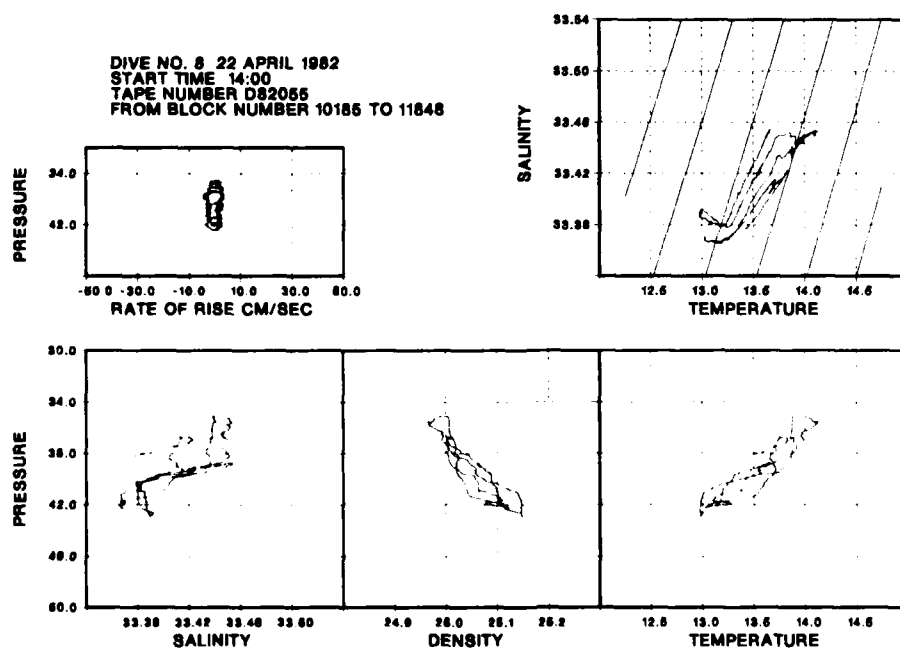 DIVE NO. 8 22 APRIL 1982
START TIME 14:00
TAPE NUMBER D82055
FROM BLOCK NUMBER 10185 TO 11848
PRESSURE
34.0
42.0
-50.0 -30.0 -10.0 10.0 30.0 50.0
RATE OF RISE CM/SEC
SALINITY
33.54
33.50
33.46
33.42
33.38
12.5 13.0 13.5 14.0 14.5
TEMPERATURE
PRESSURE
30.0
34.0
38.0
42.0
46.0
50.0
33.38 33.42 33.46 33.50
SALINITY
24.9 25.0 25.1 25.2
DENSITY
12.5 13.0 13.5 14.0 14.5
TEMPERATURE